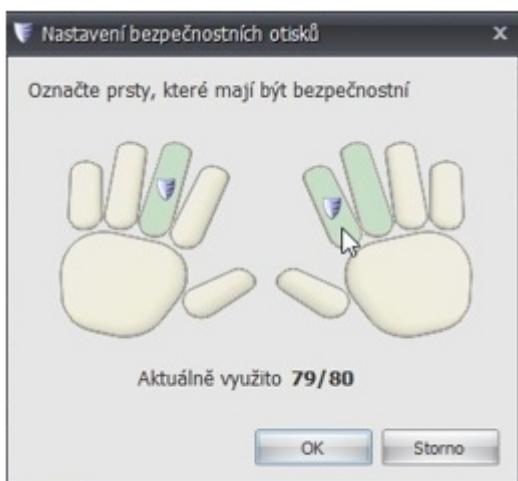 Nastavení bezpečnostních otisků
Označte prsty, které mají být bezpečnostní
Aktuálně využito 79/80
OK
Storno